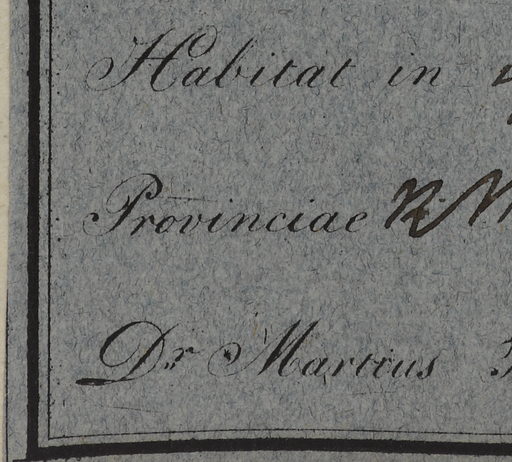 Habitat in
Provinciae
Dr Martius